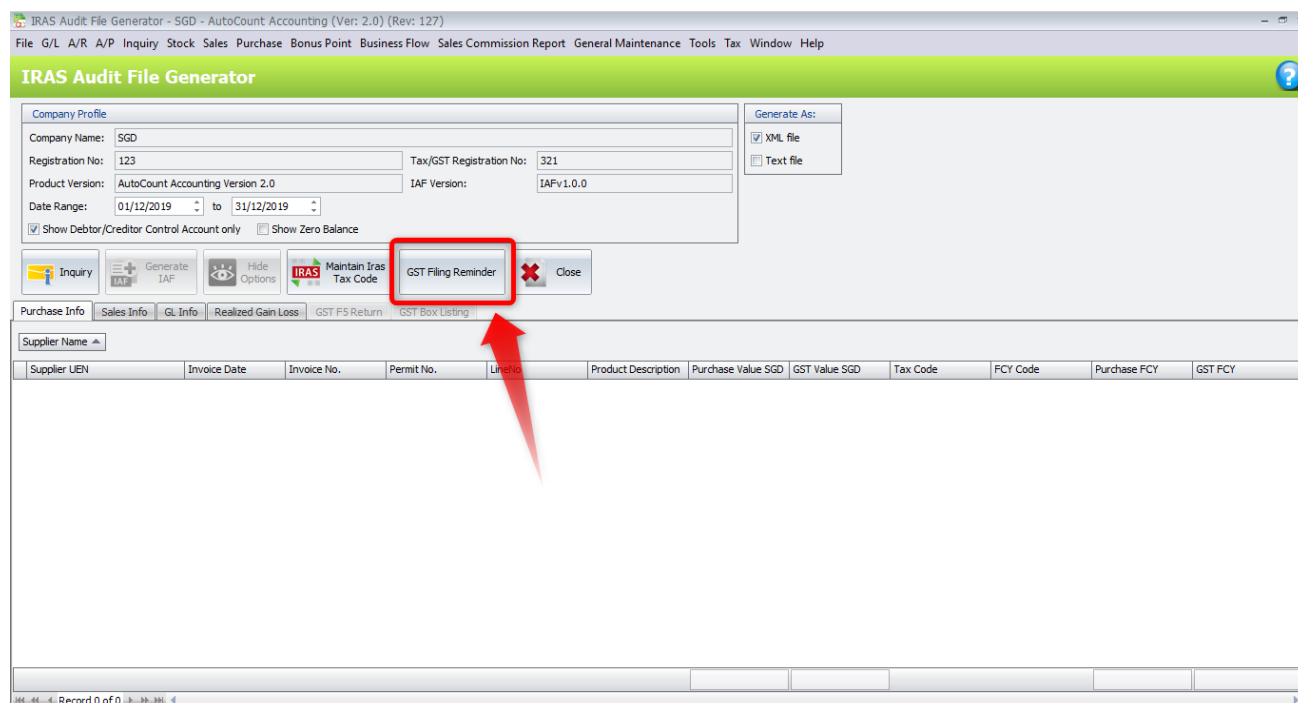 IRAS Audit File Generator - SGD - AutoCount Accounting (Ver: 2.0) (Rev: 127)
File G/L A/R A/P Inquiry Stock Sales Purchase Bonus Point Business Flow Sales Commission Report General Maintenance Tools Tax Window Help
IRAS Audit File Generator
?
Company Profile
Generate As:
Company Name: SGD
XML file
Registration No: 123 Tax/GST Registration No: 321
Text file
Product Version: AutoCount Accounting Version 2.0 IAF Version: IAFv1.0.0
Date Range: 01/12/2019 to 31/12/2019
Show Debtor/Creditor Control Account only Show Zero Balance
Inquiry
IAF Generate IAF
Hide Options
IRAS Maintain Iras Tax Code
GST Filing Reminder
Close
Purchase Info Sales Info GL Info Realized Gain Loss GST F5 Return GST Box Listing
Supplier Name
Supplier UEN Invoice Date Invoice No. Permit No. LineNo Product Description Purchase Value SGD GST Value SGD Tax Code FCY Code Purchase FCY GST FCY
Record 0 of 0